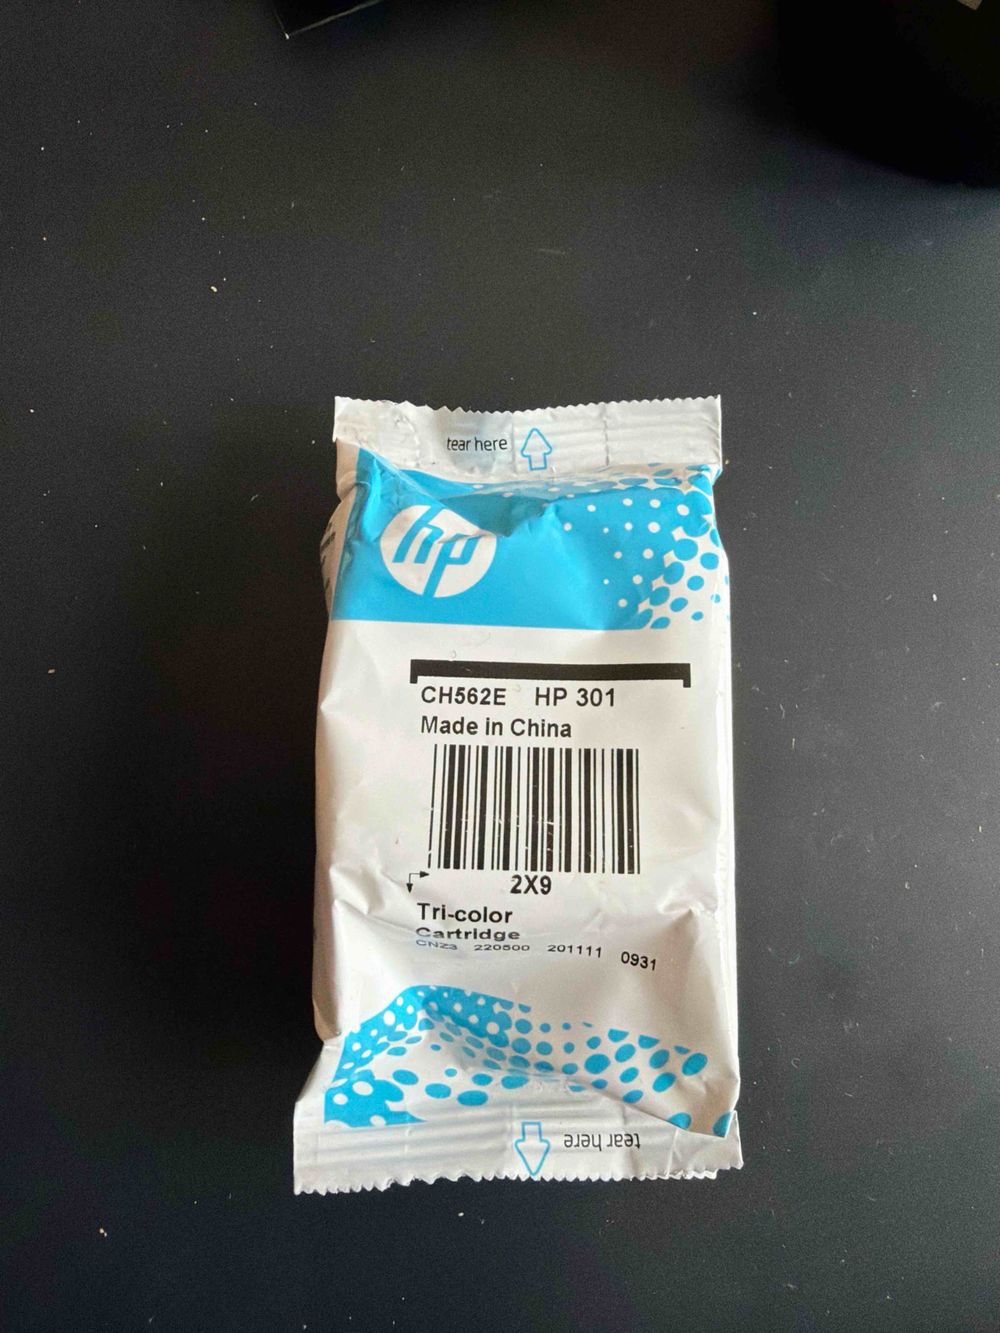 tear here
hp
CH562E HP 301
Made in China
2X9
Tri-color
Cartridge
CNZ3 220500 201111 0931
tear here